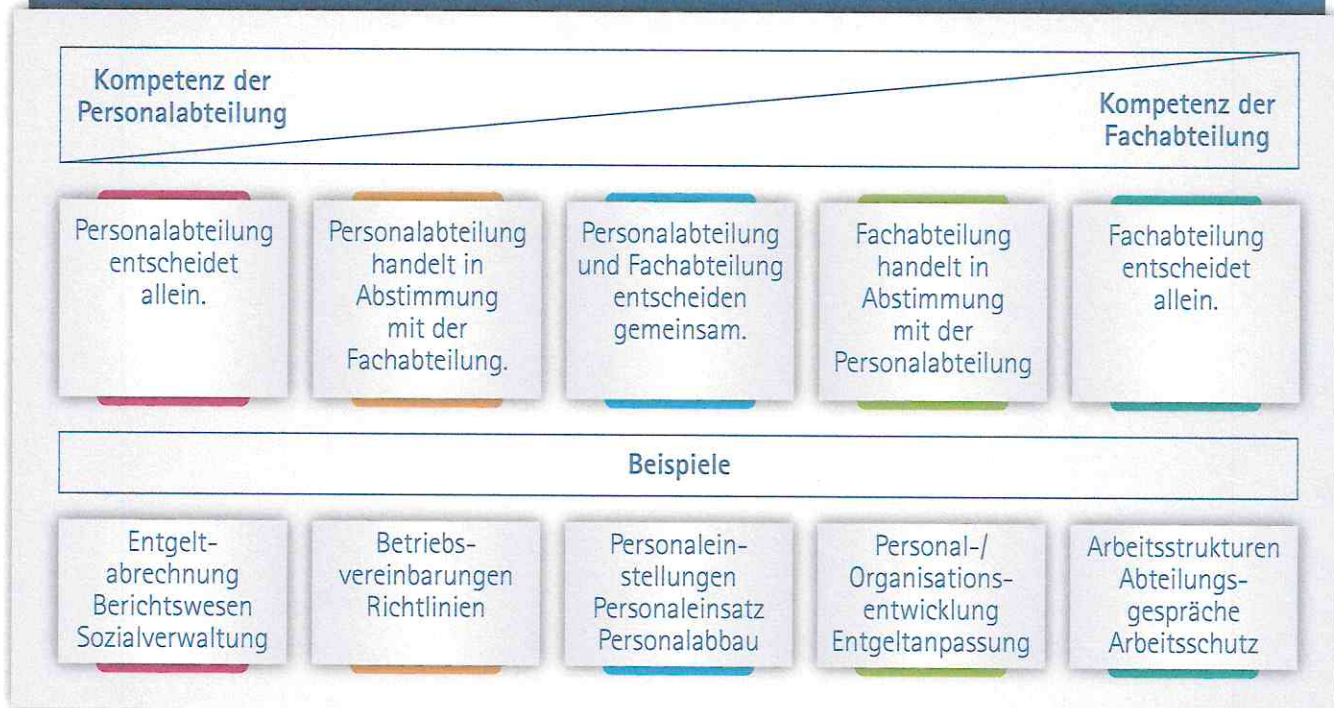 Kompetenz der
Personalabteilung
Kompetenz der
Fachabteilung
Personalabteilung
entscheidet
allein.
Personalabteilung
handelt in
Abstimmung
mit der
Fachabteilung.
Personalabteilung
und Fachabteilung
entscheiden
gemeinsam.
Fachabteilung
handelt in
Abstimmung
mit der
Personalabteilung
Fachabteilung
entscheidet
allein.
Beispiele
Entgelt-
abrechnung
Berichtswesen
Sozialverwaltung
Betriebs-
vereinbarungen
Richtlinien
Personalein-
stellungen
Personaleinsatz
Personalabbau
Personal-/
Organisations-
entwicklung
Entgeltanpassung
Arbeitsstrukturen
Abteilungs-
gespräche
Arbeitsschutz